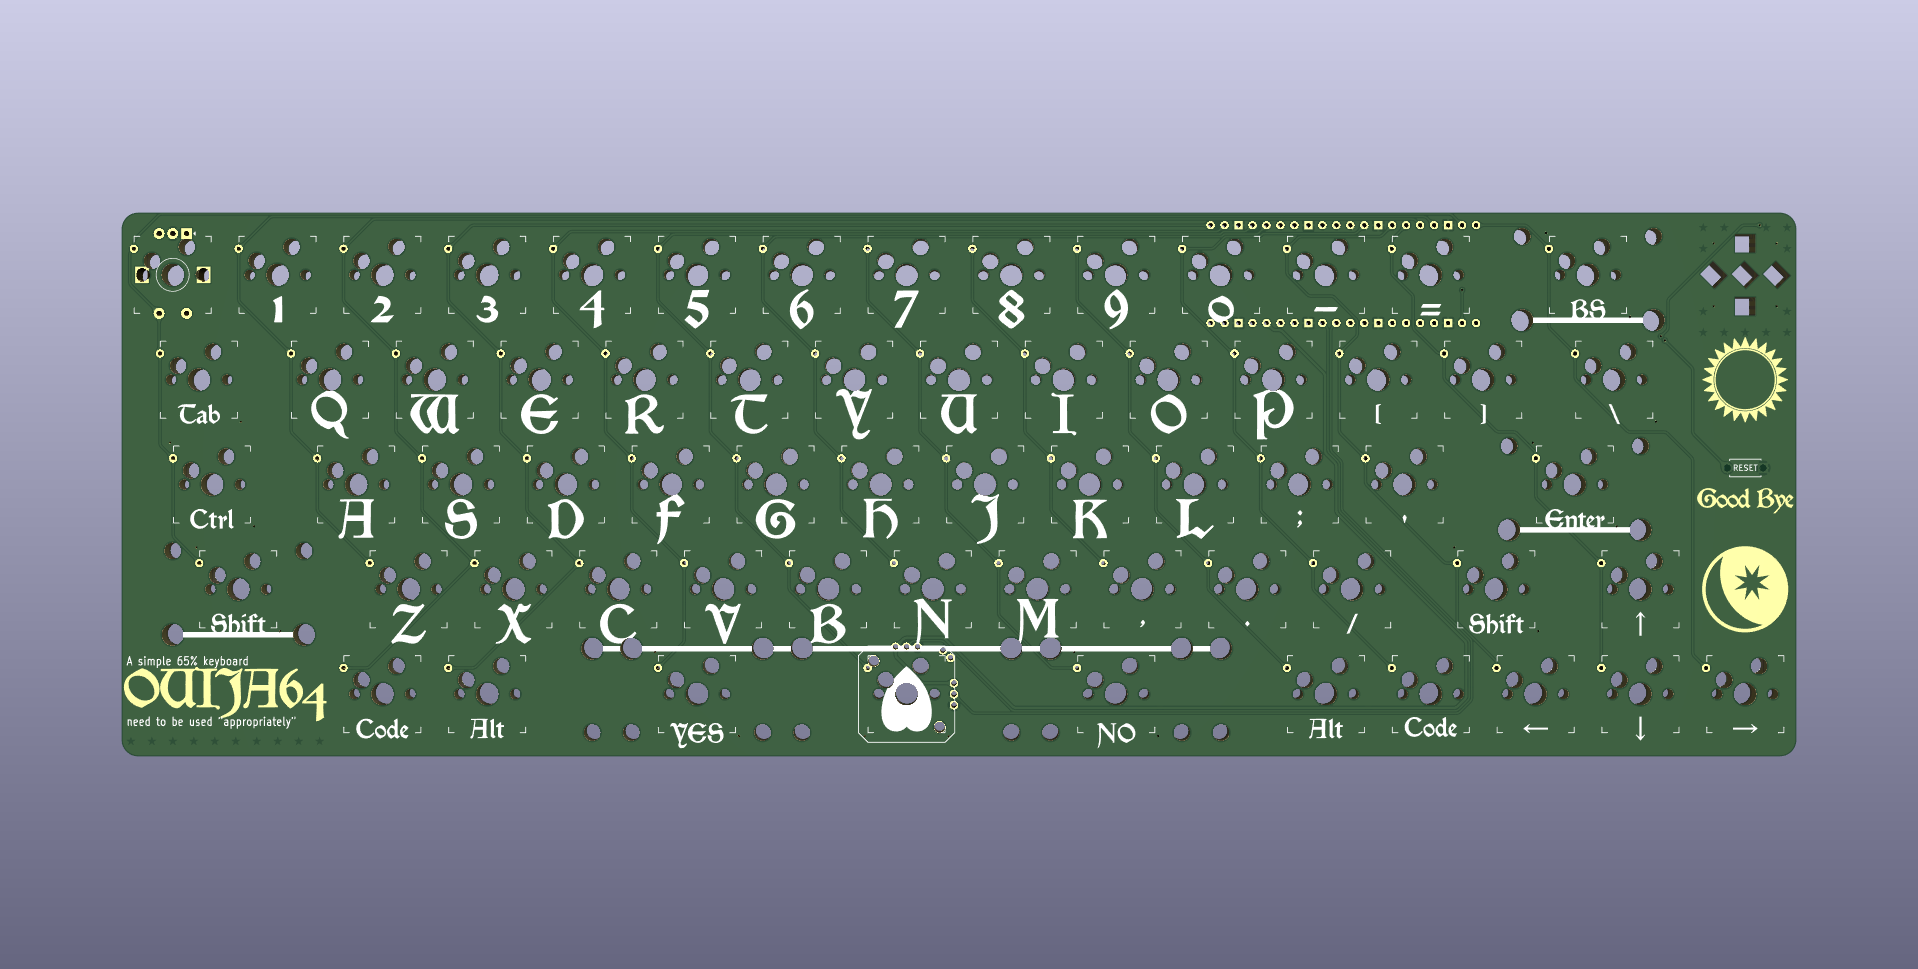 1 2 3 4 5 6 7 8 9 0 - = BS
Tab Q W E R T Y U I O P [ ] \
Ctrl A S D F G H J K L ; ' Enter
RESET
Good Bye
Shift Z X C V B N M , . / Shift ↑
A simple 65% keyboard
OUIJA64
need to be used "appropriately"
Code Alt YES NO Alt Code ← ↓ →